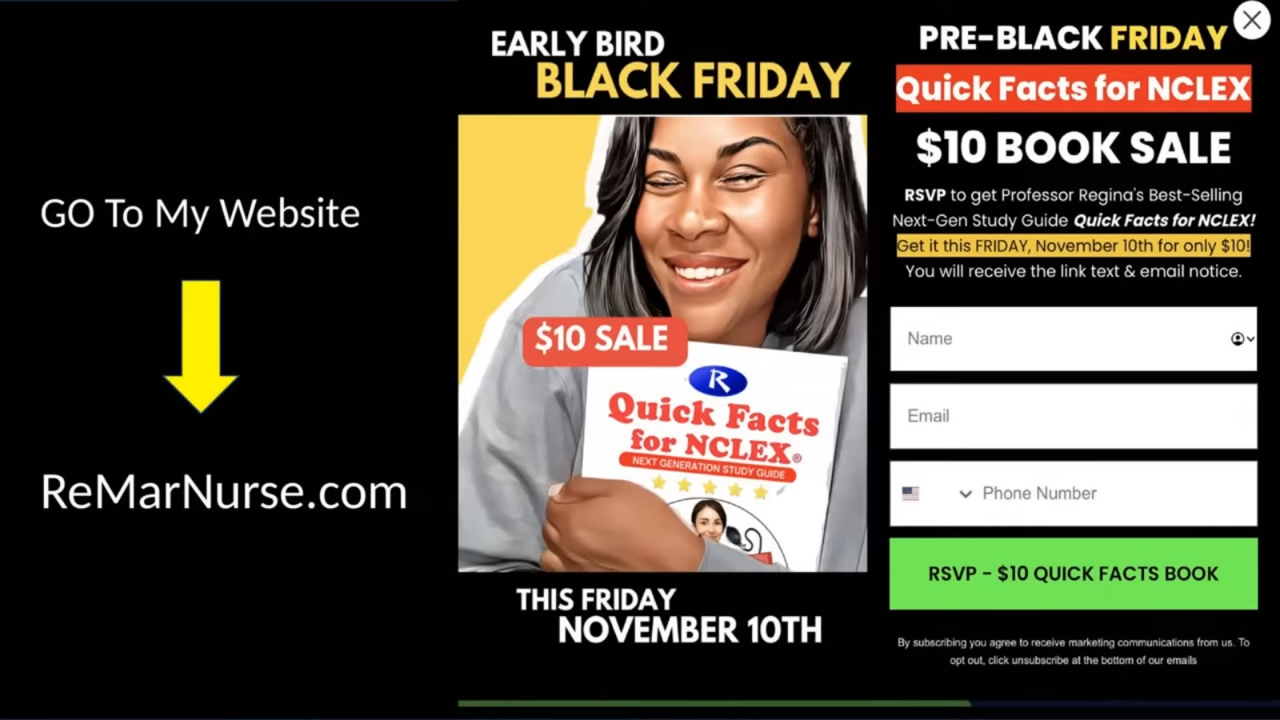 GO To My Website
ReMarNurse.com
EARLY BIRD
BLACK FRIDAY
$10 SALE
R
Quick Facts
for NCLEX®
NEXT GENERATION STUDY GUIDE
THIS FRIDAY
NOVEMBER 10TH
PRE-BLACK FRIDAY
Quick Facts for NCLEX
$10 BOOK SALE
RSVP to get Professor Regina's Best-Selling
Next-Gen Study Guide Quick Facts for NCLEX!
Get it this FRIDAY, November 10th for only $10!
You will receive the link text & email notice.
Name
Email
Phone Number
RSVP - $10 QUICK FACTS BOOK
By subscribing you agree to receive marketing communications from us. To
opt out, click unsubscribe at the bottom of our emails